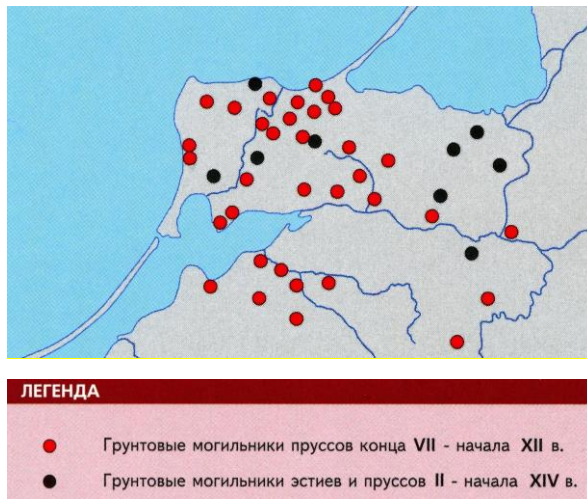 ЛЕГЕНДА
Грунтовые могильники пруссов конца VII - начала XII в.
Грунтовые могильники эстиев и пруссов II - начала XIV в.